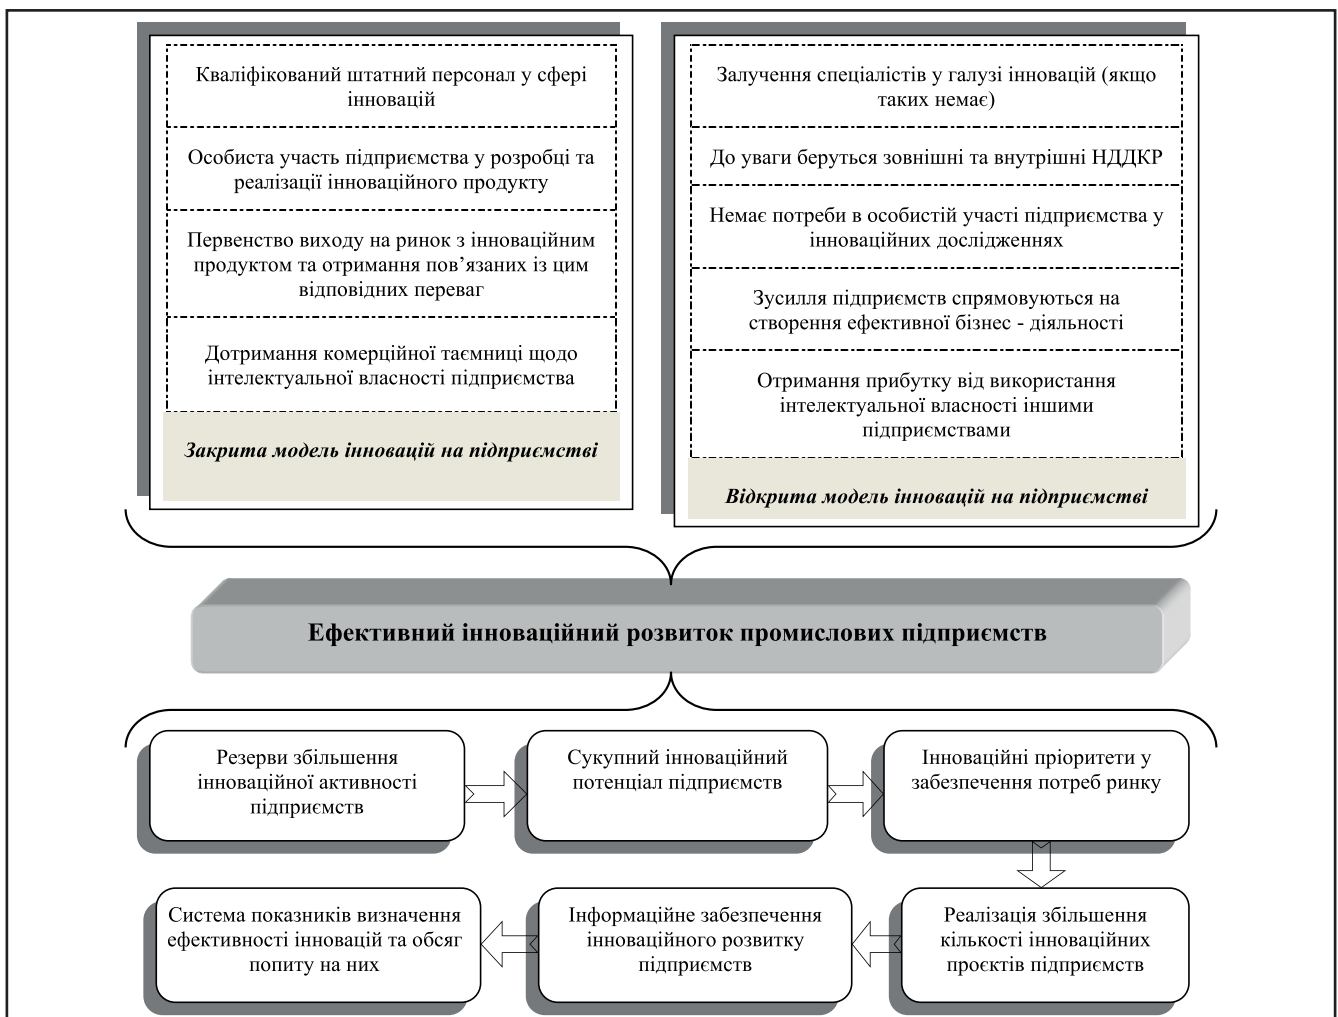 Кваліфікований штатний персонал у сфері
інновацій
Особиста участь підприємства у розробці та
реалізації інноваційного продукту
Первенство виходу на ринок з інноваційним
продуктом та отримання пов’язаних із цим
відповідних переваг
Дотримання комерційної таємниці щодо
інтелектуальної власності підприємства
Закрита модель інновацій на підприємстві
Залучення спеціалістів у галузі інновацій (якщо
таких немає)
До уваги беруться зовнішні та внутрішні НДДКР
Немає потреби в особистій участі підприємства у
інноваційних дослідженнях
Зусилля підприємств спрямовуються на
створення ефективної бізнес - діяльності
Отримання прибутку від використання
інтелектуальної власності іншими
підприємствами
Відкрита модель інновацій на підприємстві
Ефективний інноваційний розвиток промислових підприємств
Резерви збільшення
інноваційної активності
підприємств
Сукупний інноваційний
потенціал підприємств
Інноваційні пріоритети у
забезпечення потреб ринку
Реалізація збільшення
кількості інноваційних
проєктів підприємств
Інформаційне забезпечення
інноваційного розвитку
підприємств
Система показників визначення
ефективності інновацій та обсяг
попиту на них